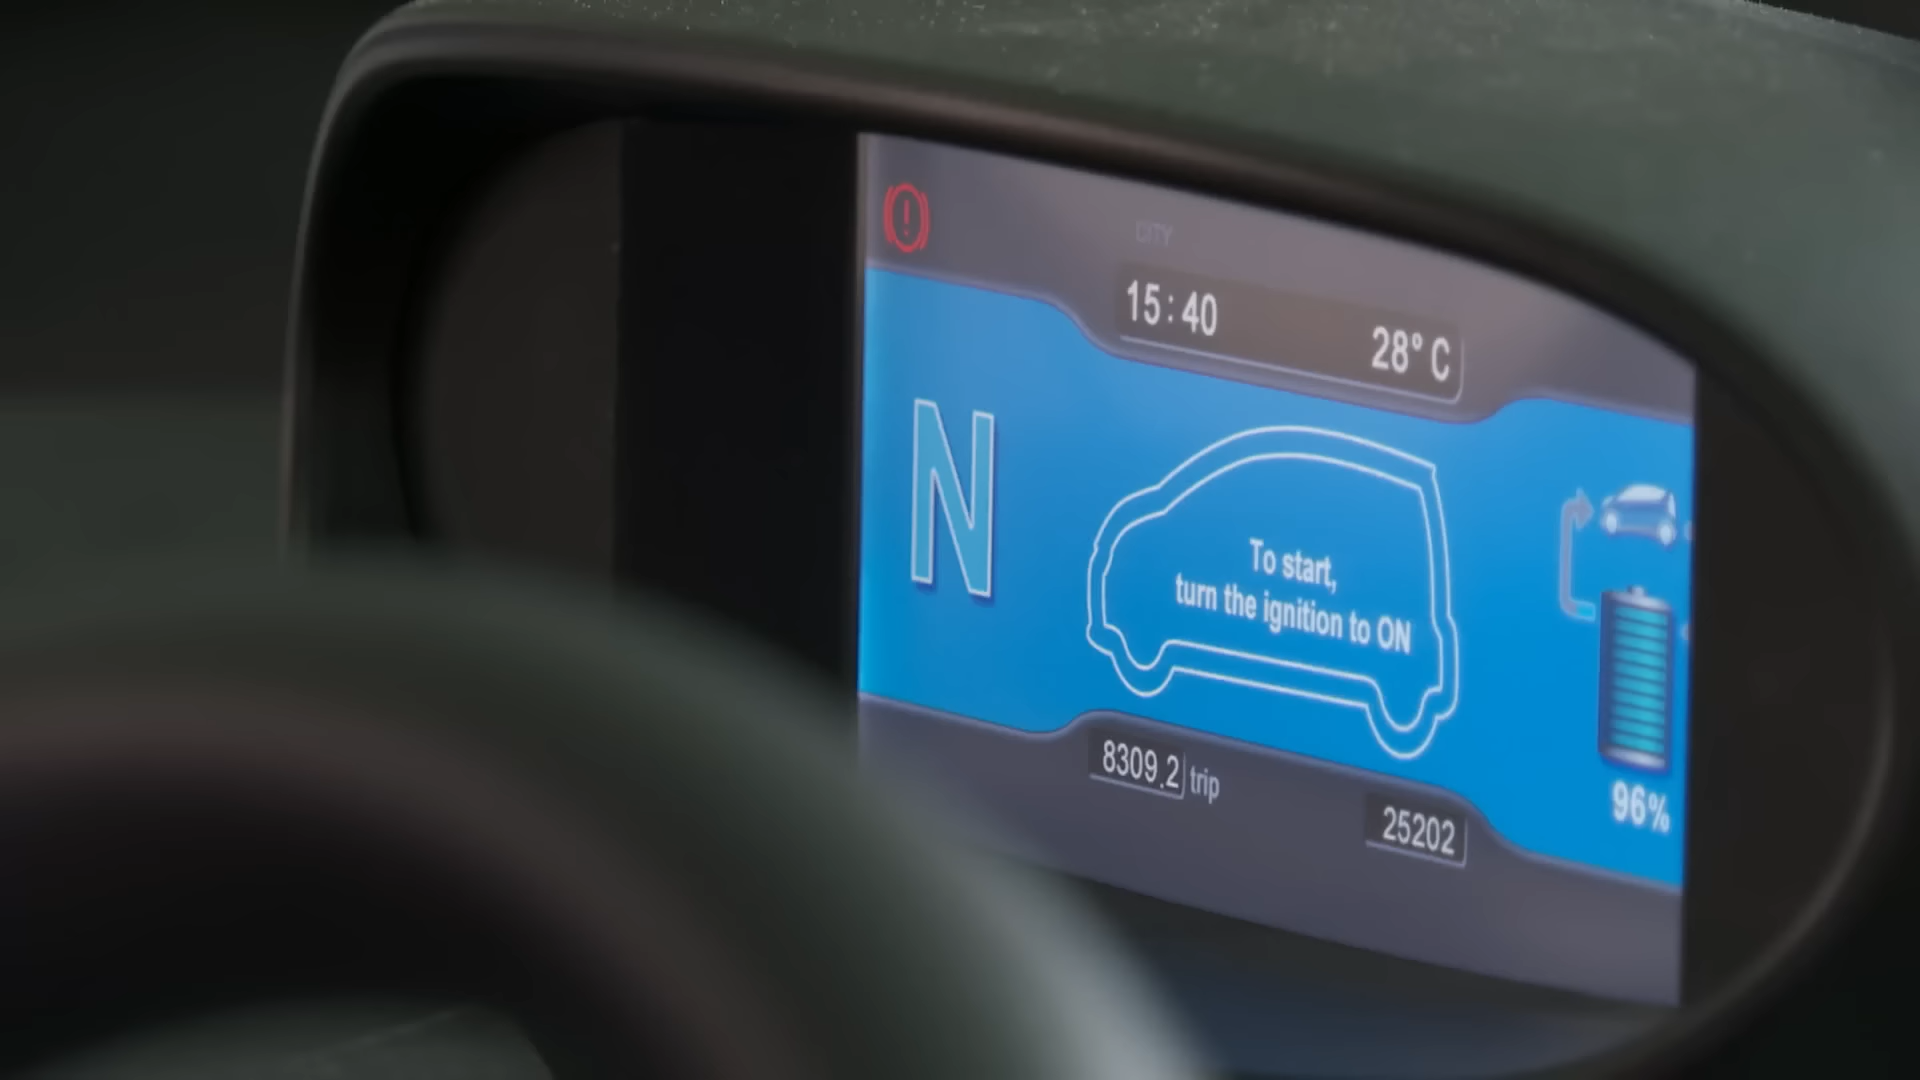 CITY
15:40
28° C
N
To start,
turn the ignition to ON
96%
8309.2 trip
25202